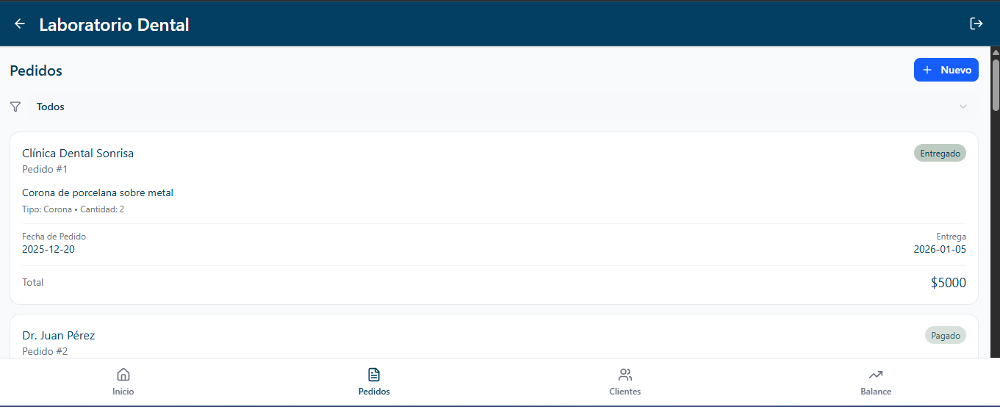 Laboratorio Dental
Pedidos
+ Nuevo
Todos
Clínica Dental Sonrisa
Entregado
Pedido #1
Corona de porcelana sobre metal
Tipo: Corona • Cantidad: 2
Fecha de Pedido
Entrega
2025-12-20
2026-01-05
Total
$5000
Dr. Juan Pérez
Pagado
Pedido #2
Inicio
Pedidos
Clientes
Balance